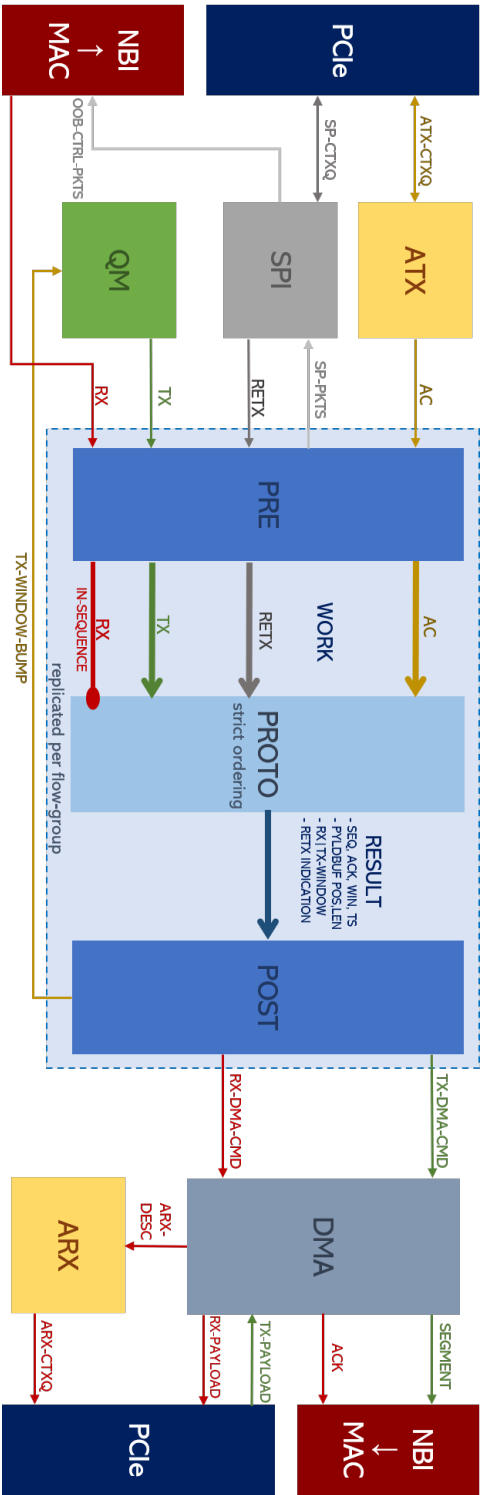 NBI
↑
MAC
PCIe
OOB-CTRL-PKTS
SP-CTXQ
ATX-CTXQ
QM
SPI
ATX
RX
TX
RETX
SP-PKTS
AC
PRE
TX-WINDOW-BUMP
RX
IN-SEQUENCE
TX
RETX
WORK
AC
replicated per flow-group
PROTO
strict ordering
RESULT
- SEQ, ACK, WIN, TS
- PYLDBUF POS,LEN
- RX|TX-WINDOW
- RETX INDICATION
POST
RX-DMA-CMD
TX-DMA-CMD
ARX
ARX-
DESC
DMA
ARX-CTXQ
RX-PAYLOAD
TX-PAYLOAD
ACK
SEGMENT
PCIe
NBI
↓
MAC